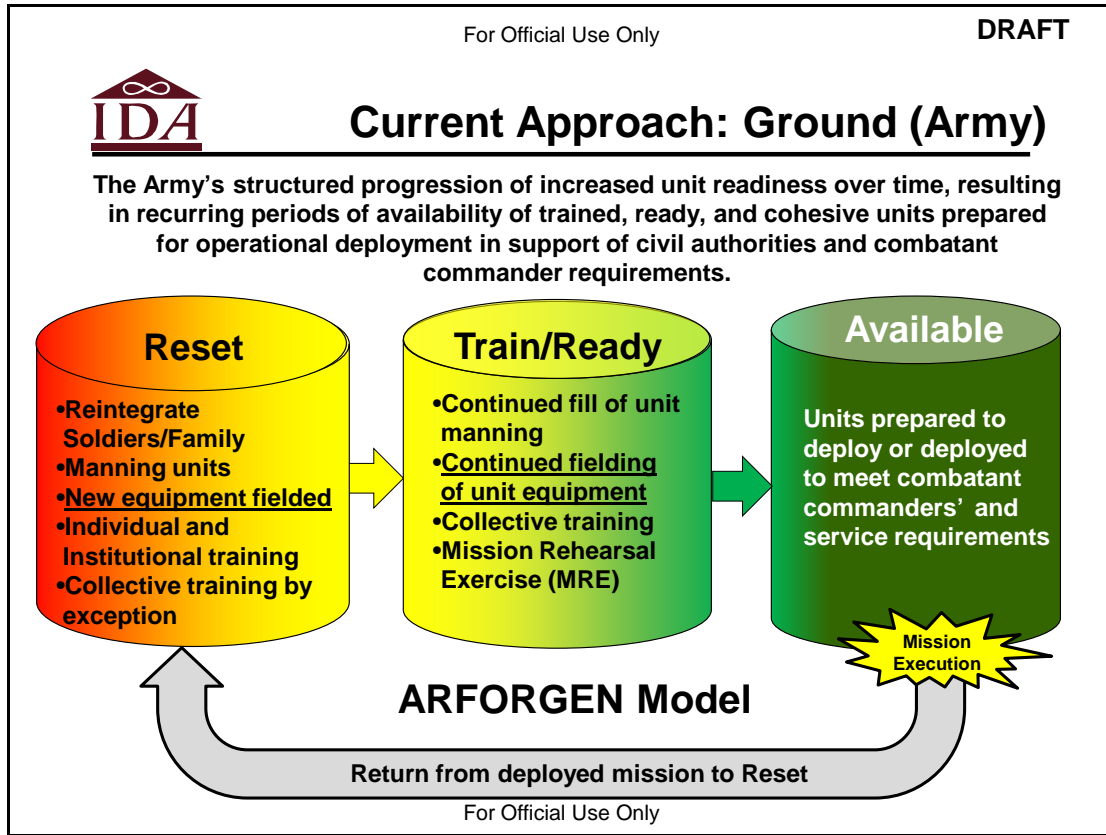 For Official Use Only
DRAFT
IDA
Current Approach: Ground (Army)
The Army's structured progression of increased unit readiness over time, resulting
in recurring periods of availability of trained, ready, and cohesive units prepared
for operational deployment in support of civil authorities and combatant
commander requirements.
Reset
•Reintegrate
Soldiers/Family
•Manning units
•New equipment fielded
•Individual and
Institutional training
•Collective training by
exception
Train/Ready
•Continued fill of unit
manning
•Continued fielding
of unit equipment
•Collective training
•Mission Rehearsal
Exercise (MRE)
Available
Units prepared to
deploy or deployed
to meet combatant
commanders' and
service requirements
Mission
Execution
ARFORGEN Model
Return from deployed mission to Reset
For Official Use Only